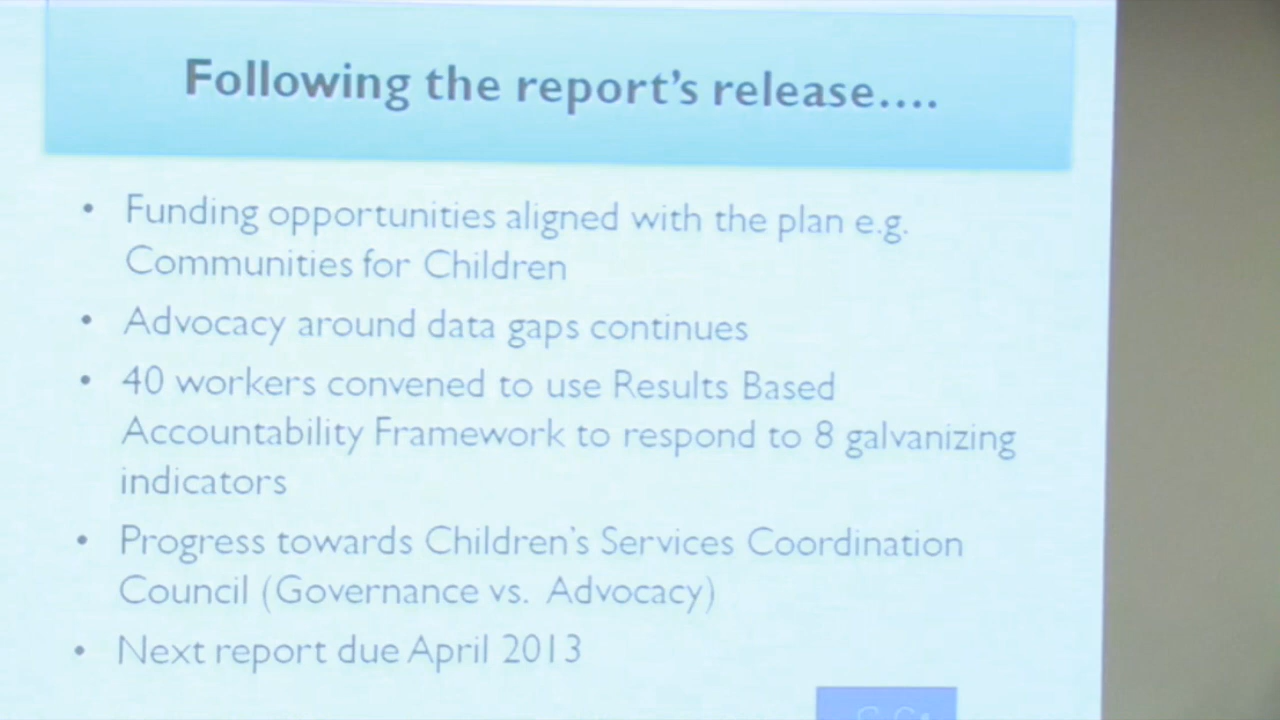 Following the report's release....
• Funding opportunities aligned with the plan e.g.
Communities for Children
• Advocacy around data gaps continues
• 40 workers convened to use Results Based
Accountability Framework to respond to 8 galvanizing
indicators
• Progress towards Children's Services Coordination
Council (Governance vs. Advocacy)
• Next report due April 2013